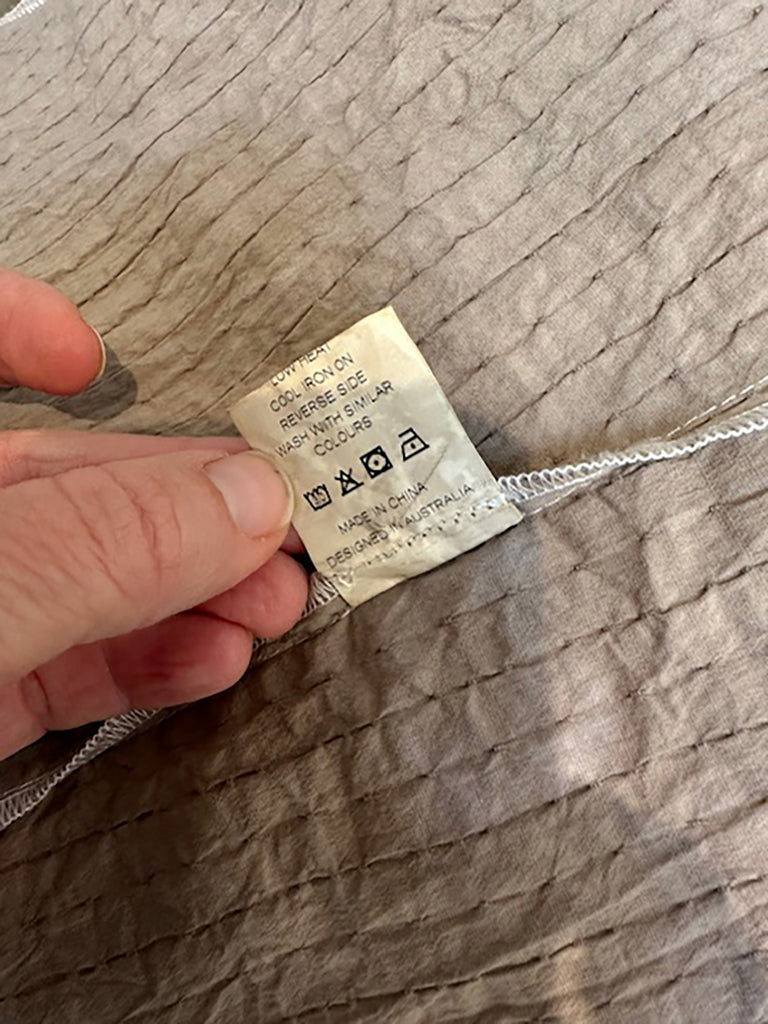 LOW HEAT
COOL IRON ON
REVERSE SIDE
WASH WITH SIMILAR
COLOURS
MADE IN CHINA
DESIGNED IN AUSTRALIA